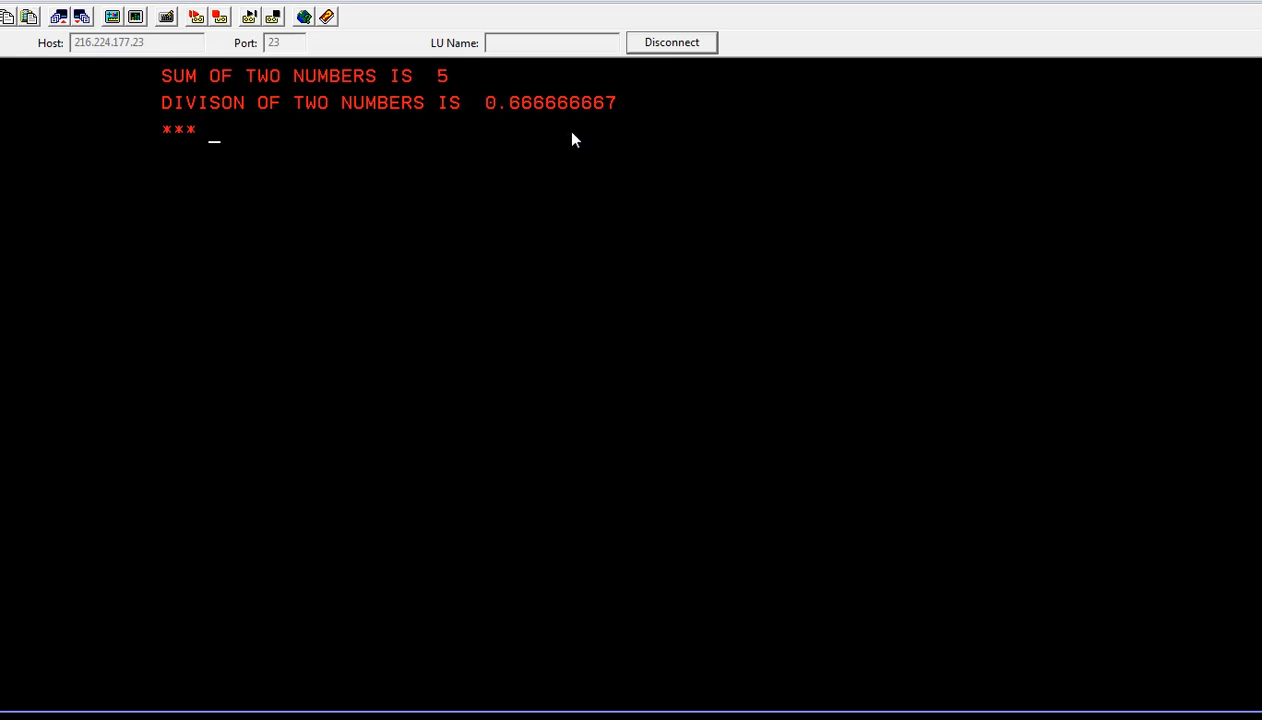 Host: 216.224.177.23 Port: 23 LU Name: Disconnect
SUM OF TWO NUMBERS IS 5
DIVISON OF TWO NUMBERS IS 0.666666667
*** _